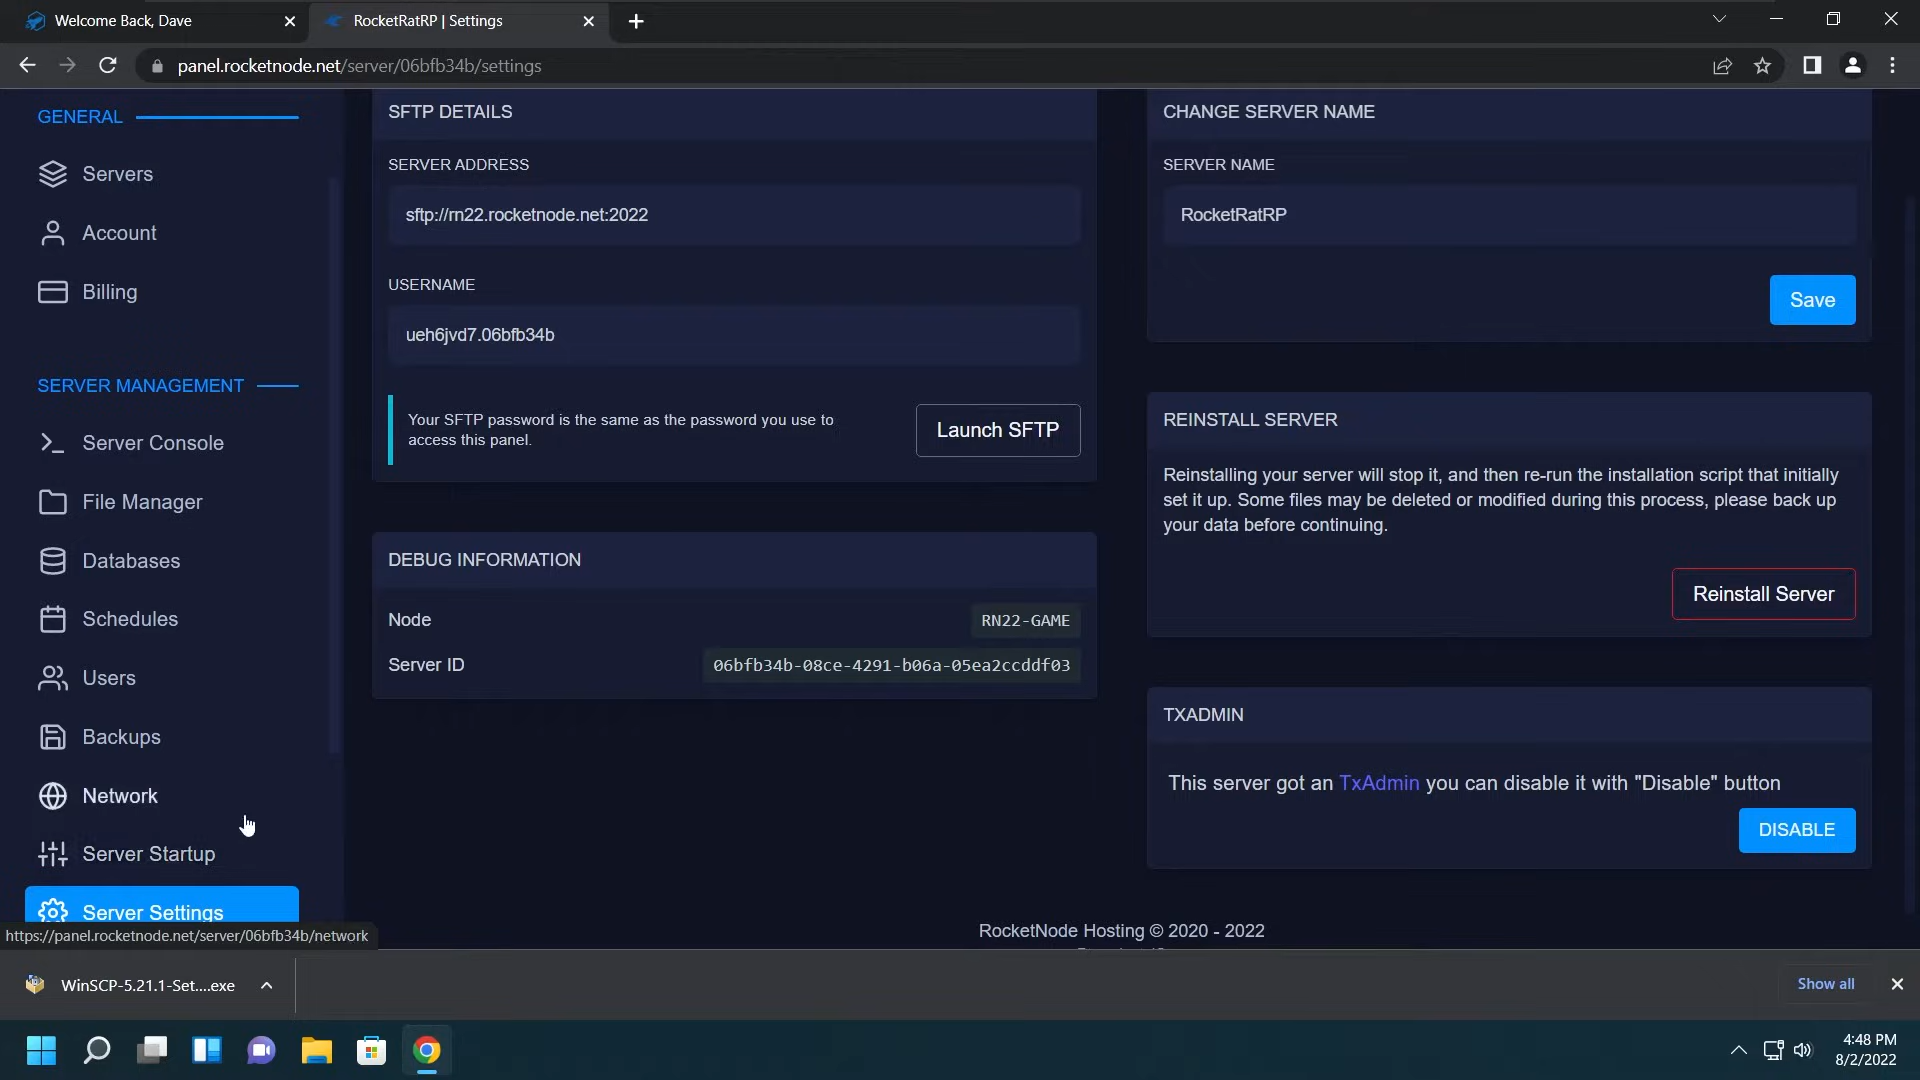 Welcome Back, Dave
RocketRatRP | Settings
panel.rocketnode.net/server/06bfb34b/settings
GENERAL
Servers
Account
Billing
SERVER MANAGEMENT
Server Console
File Manager
Databases
Schedules
Users
Backups
Network
Server Startup
Server Settings
https://panel.rocketnode.net/server/06bfb34b/network
SFTP DETAILS
SERVER ADDRESS
sftp://rn22.rocketnode.net:2022
USERNAME
ueh6jvd7.06bfb34b
Your SFTP password is the same as the password you use to
access this panel.
Launch SFTP
DEBUG INFORMATION
Node
RN22-GAME
Server ID
06bfb34b-08ce-4291-b06a-05ea2ccddf03
CHANGE SERVER NAME
SERVER NAME
RocketRatRP
Save
REINSTALL SERVER
Reinstalling your server will stop it, and then re-run the installation script that initially
set it up. Some files may be deleted or modified during this process, please back up
your data before continuing.
Reinstall Server
TXADMIN
This server got an TxAdmin you can disable it with "Disable" button
DISABLE
RocketNode Hosting © 2020 - 2022
WinSCP-5.21.1-Set....exe
Show all
4:48 PM
8/2/2022